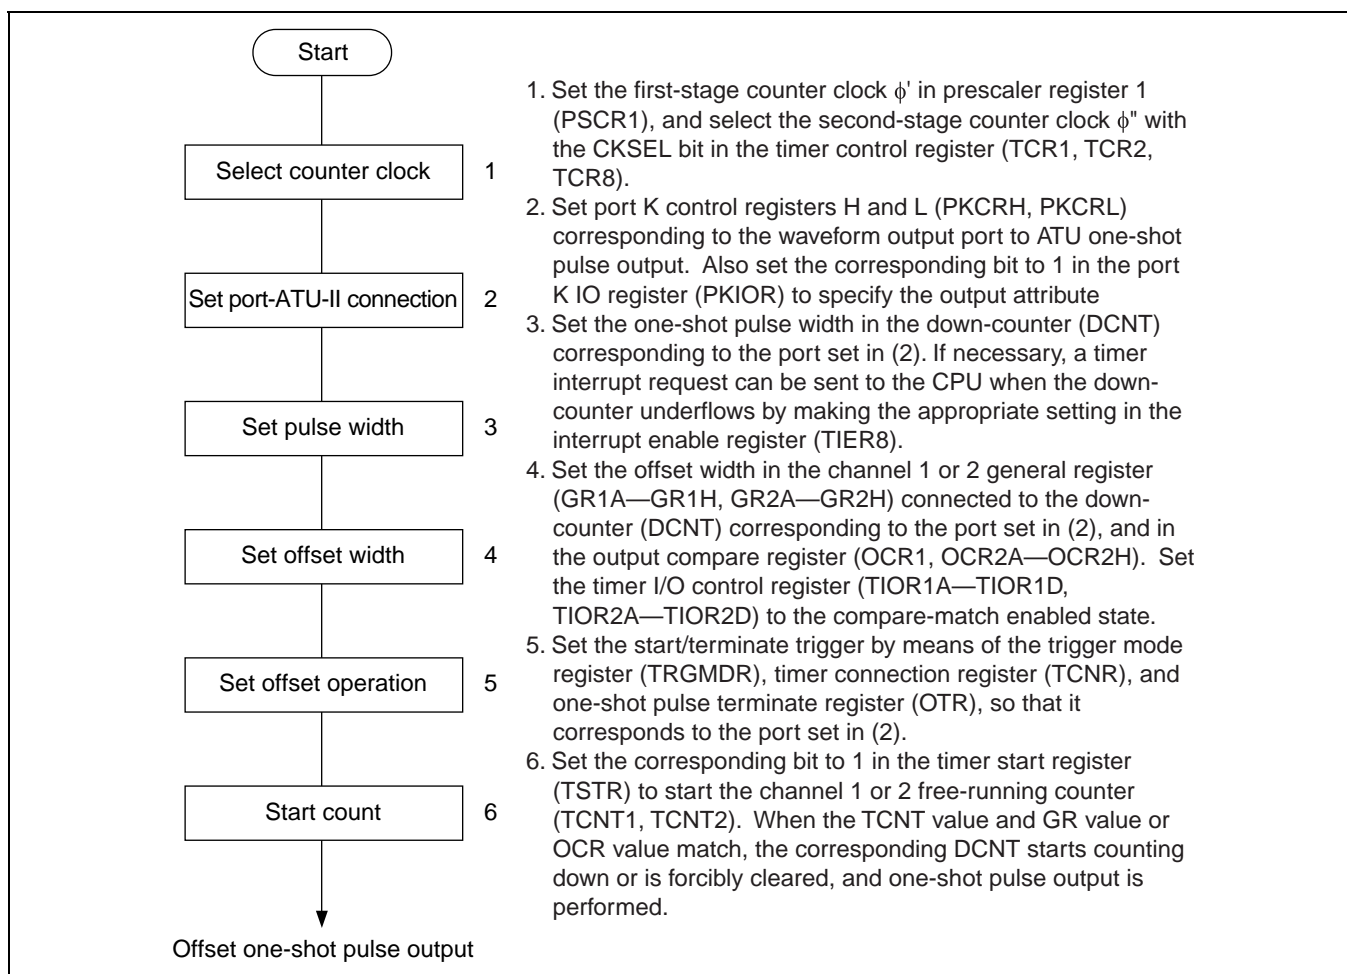 Start
Select counter clock 1
Set port-ATU-II connection 2
Set pulse width 3
Set offset width 4
Set offset operation 5
Start count 6
Offset one-shot pulse output
1. Set the first-stage counter clock ϕ' in prescaler register 1
(PSCR1), and select the second-stage counter clock ϕ" with
the CKSEL bit in the timer control register (TCR1, TCR2,
TCR8).
2. Set port K control registers H and L (PKCRH, PKCRL)
corresponding to the waveform output port to ATU one-shot
pulse output.  Also set the corresponding bit to 1 in the port
K IO register (PKIOR) to specify the output attribute
3. Set the one-shot pulse width in the down-counter (DCNT)
corresponding to the port set in (2). If necessary, a timer
interrupt request can be sent to the CPU when the down-
counter underflows by making the appropriate setting in the
interrupt enable register (TIER8).
4. Set the offset width in the channel 1 or 2 general register
(GR1A—GR1H, GR2A—GR2H) connected to the down-
counter (DCNT) corresponding to the port set in (2), and in
the output compare register (OCR1, OCR2A—OCR2H).  Set
the timer I/O control register (TIOR1A—TIOR1D,
TIOR2A—TIOR2D) to the compare-match enabled state.
5. Set the start/terminate trigger by means of the trigger mode
register (TRGMDR), timer connection register (TCNR), and
one-shot pulse terminate register (OTR), so that it
corresponds to the port set in (2).
6. Set the corresponding bit to 1 in the timer start register
(TSTR) to start the channel 1 or 2 free-running counter
(TCNT1, TCNT2).  When the TCNT value and GR value or
OCR value match, the corresponding DCNT starts counting
down or is forcibly cleared, and one-shot pulse output is
performed.